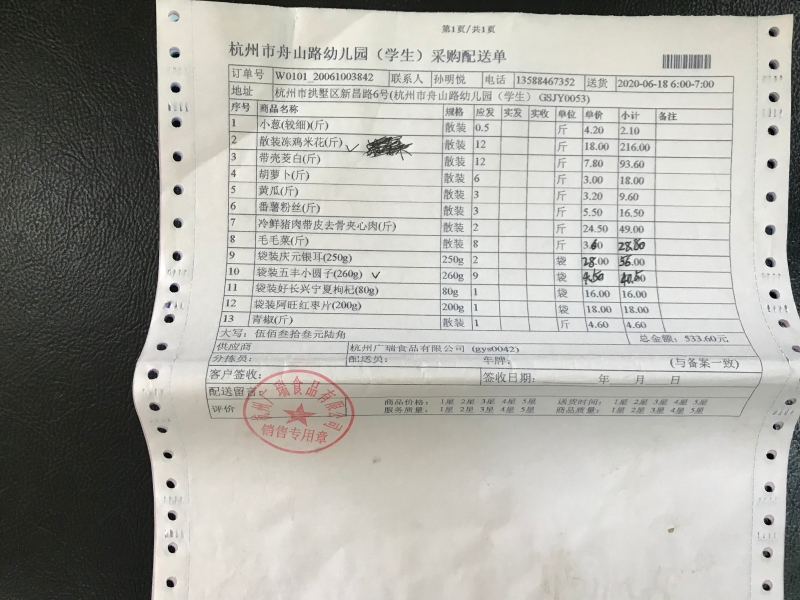 第1页/共1页
杭州市舟山路幼儿园（学生）采购配送单
订单号 W0101_20061003842 联系人 孙明悦 电话 13588467352 送货 2020-06-18 6:00-7:00
地址 杭州市拱墅区新昌路6号(杭州市舟山路幼儿园（学生） GSJY0053)
序号 商品名称 规格 应发 实发 实收 单位 单价 小计 备注
1 小葱(较细)(斤) 散装 0.5 斤 4.20 2.10
2 散装冻鸡米花(斤) 散装 12 斤 18.00 216.00
3 带壳茭白(斤) 散装 12 斤 7.80 93.60
4 胡萝卜(斤) 散装 6 斤 3.00 18.00
5 黄瓜(斤) 散装 3 斤 3.20 9.60
6 番薯粉丝(斤) 散装 3 斤 5.50 16.50
7 冷鲜猪肉带皮去骨夹心肉(斤) 散装 2 斤 24.50 49.00
8 毛毛菜(斤) 散装 8 斤 3.60 28.80
9 袋装庆元银耳(250g) 250g 2 袋 28.00 56.00
10 袋装五丰小圆子(260g) 260g 9 袋 4.50
11 袋装好长兴宁夏枸杞(80g) 80g 1 袋 16.00 16.00
12 袋装阿旺红枣片(200g) 200g 1 袋 18.00 18.00
13 青椒(斤) 散装 1 斤 4.60 4.60
大写：伍佰叁拾叁元陆角 总金额：533.60元
供应商 杭州广瑞食品有限公司 (gys0042)
分拣员： 配送员： 车牌： (与备案一致)
客户签收： 签收日期： 年 月 日
配送留言：
评价 商品价格： 1星 2星 3星 4星 5星 送货时间： 1星 2星 3星 4星 5星
服务质量： 1星 2星 3星 4星 5星 商品质量： 1星 2星 3星 4星 5星
杭州广瑞食品有限公司
销售专用章